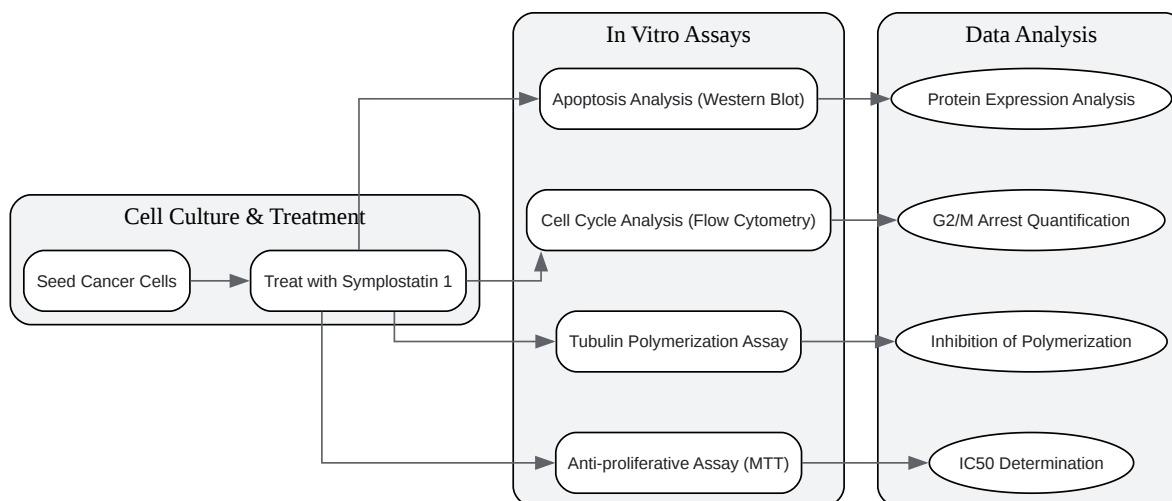 Cell Culture & Treatment
Seed Cancer Cells
Treat with Symplostatin 1
In Vitro Assays
Apoptosis Analysis (Western Blot)
Cell Cycle Analysis (Flow Cytometry)
Tubulin Polymerization Assay
Anti-proliferative Assay (MTT)
Data Analysis
Protein Expression Analysis
G2/M Arrest Quantification
Inhibition of Polymerization
IC50 Determination